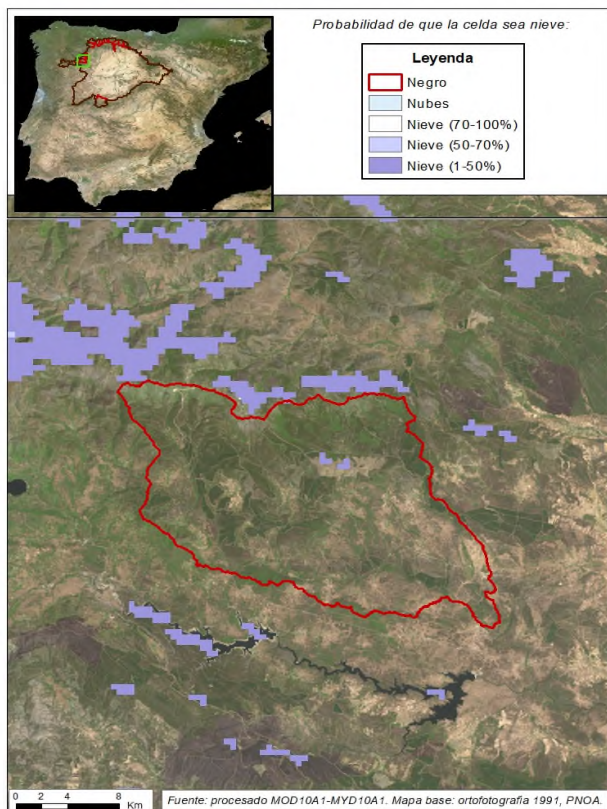 Probabilidad de que la celda sea nieve:
Leyenda
Negro
Nubes
Nieve (70-100%)
Nieve (50-70%)
Nieve (1-50%)
0 2 4 8
Km
Fuente: procesado MOD10A1-MYD10A1. Mapa base: ortofotografia 1991, PNOA